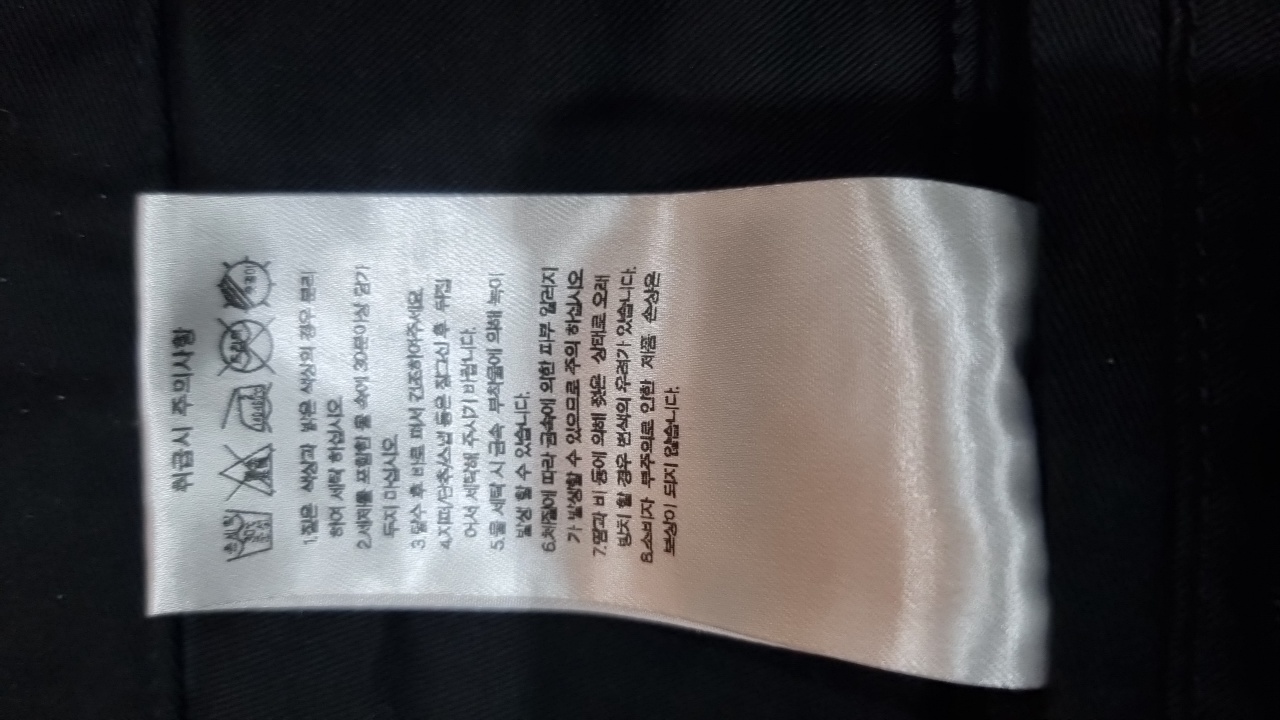 취급시 주의사항
손세탁
30℃
1.짙은 색상과 밝은 색상의 경우 분리
하여 세탁 하십시오.
2.세제를 포함한 물 속에 30분이상 담가
두지 마십시오.
3.탈수 후 바로 펴서 건조하여주세요.
4.지퍼/단추/스냅 등은 잠그신 후 뒤집
어서 세탁해 주시기 바랍니다.
5.물 세탁 시 금속 부착물에 의해 녹이
발생 할 수 있습니다.
6.체질에 따라 금속에 의한 피부 알러지
가 발생할 수 있으므로 주의 하십시오
7.땀과 비 등에 의해 젖은 상태로 오래
방치 할 경우 변색의 우려가 있습니다.
8.소비자 부주의로 인한 제품 손상은
보상이 되지 않습니다.